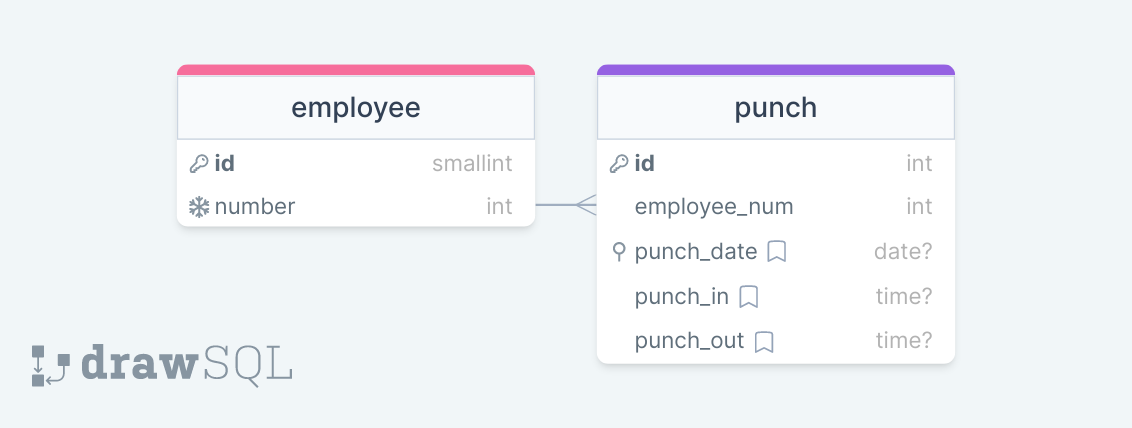 employee
id smallint
number int
punch
id int
employee_num int
punch_date date?
punch_in time?
punch_out time?
drawSQL